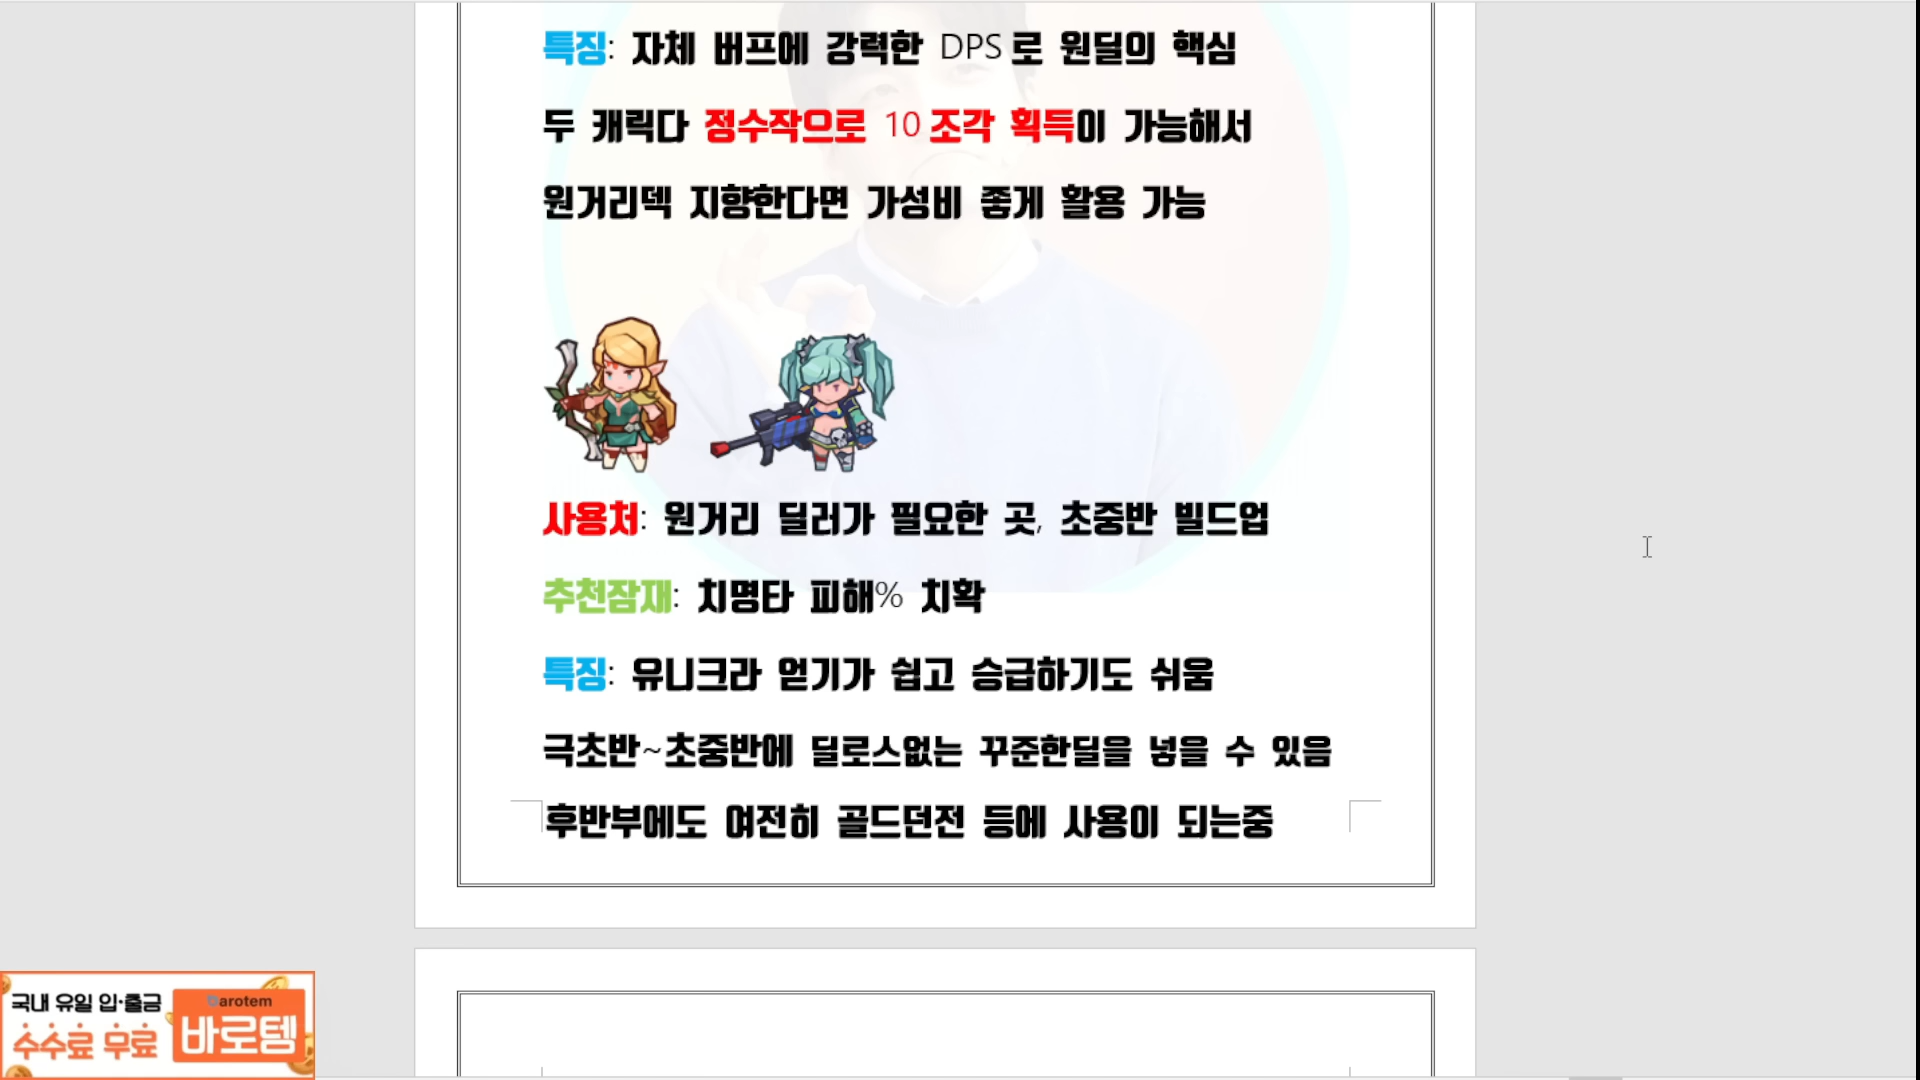 특징: 자체 버프에 강력한 DPS로 원딜의 핵심
두 캐릭다 정수작으로 10조각 획득이 가능해서
원거리덱 지향한다면 가성비 좋게 활용 가능
사용처: 원거리 딜러가 필요한 곳, 초중반 빌드업
추천잠재: 치명타 피해% 치확
특징: 유니크라 얻기가 쉽고 승급하기도 쉬움
극초반~초중반에 딜로스없는 꾸준한딜을 넣을 수 있음
후반부에도 여전히 골드던전 등에 사용이 되는중
국내 유일 입·출금
수수료 무료
barotem
바로템